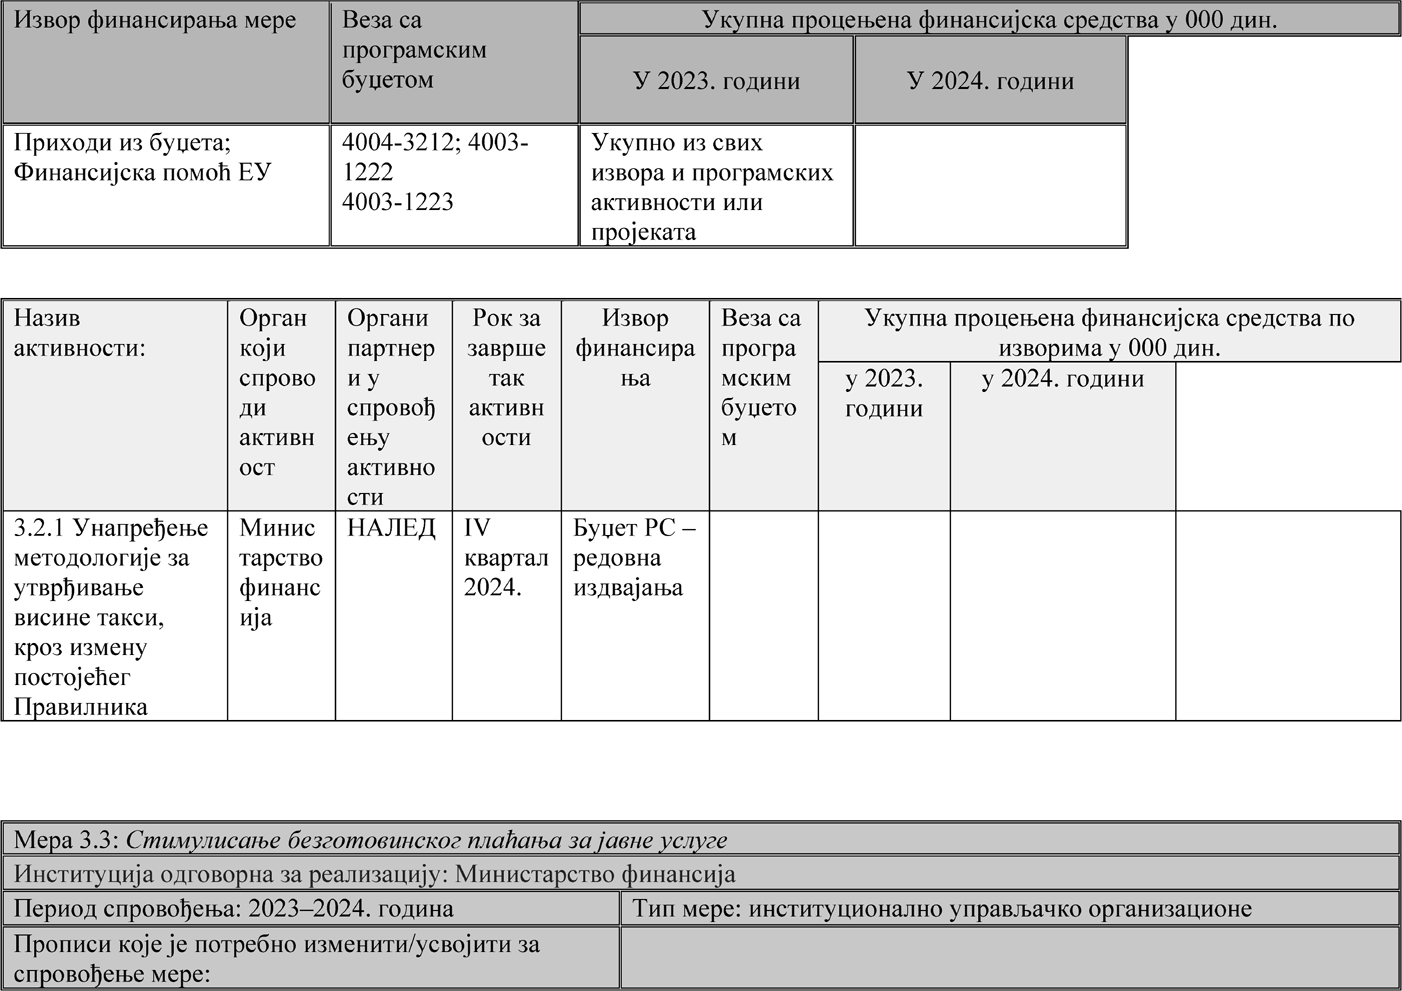 Извор финансирања мере
Веза са
програмским
буџетом
Укупна процењена финансијска средства у 000 дин.
У 2023. години
У 2024. години
Приходи из буџета;
Финансијска помоћ ЕУ
4004-3212; 4003-
1222
4003-1223
Укупно из свих
извора и програмских
активности или
пројеката
Назив
активности:
Орган
који
спрово
ди
активн
ост
Органи
партнер
и у
спровођ
ењу
активно
сти
Рок за
заврше
так
активн
ости
Извор
финансира
ња
Веза са
програ
мским
буџето
м
Укупна процењена финансијска средства по
изворима у 000 дин.
у 2023.
години
у 2024. години
3.2.1 Унапређење
методологије за
утврђивање
висине такси,
кроз измену
постојећег
Правилника
Минис
тарство
финанс
ија
НАЛЕД
IV
квартал
2024.
Буџет РС –
редовна
издвајања
Мера 3.3: Стимулисање безготовинског плаћања за јавне услуге
Институција одговорна за реализацију: Министарство финансија
Период спровођења: 2023–2024. година
Тип мере: институционално управљачко организационе
Прописи које је потребно изменити/усвојити за
спровођење мере: